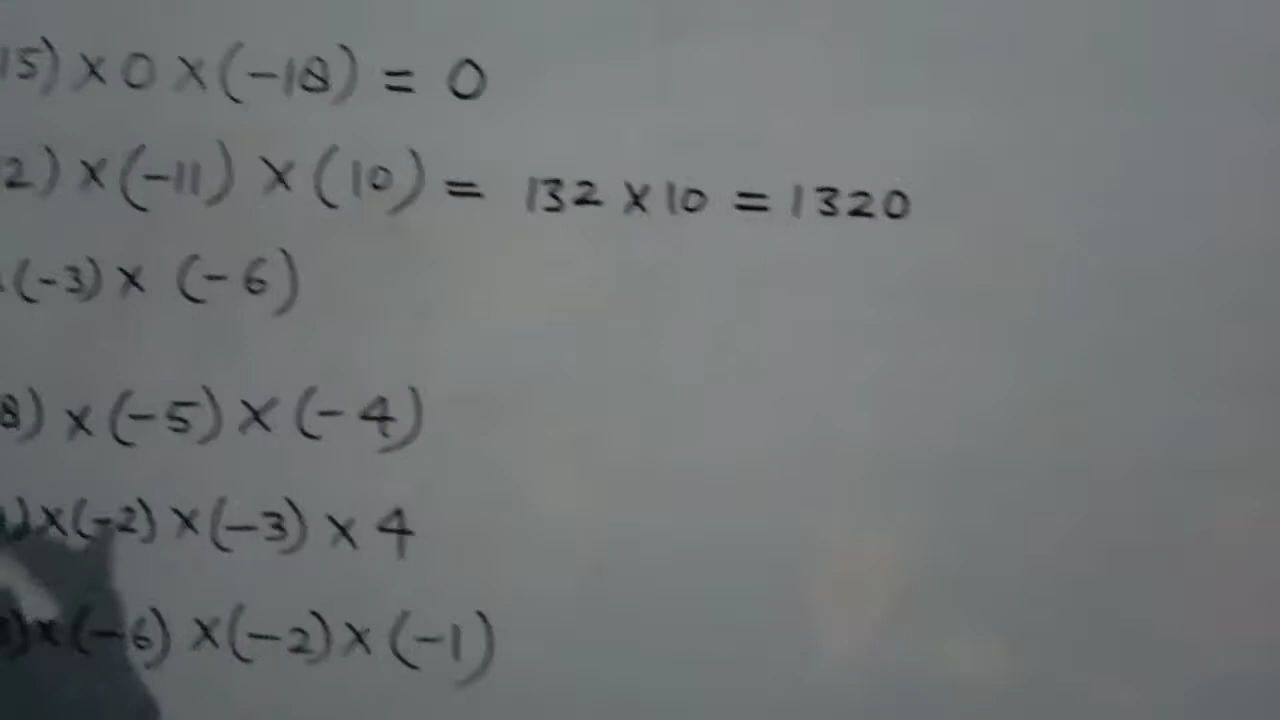 15) × 0 × (-18) = 0
2) × (-11) × (10) = 132 × 10 = 1320
(-3) × (-6)
8) × (-5) × (-4)
) × (-2) × (-3) × 4
) × (-6) × (-2) × (-1)